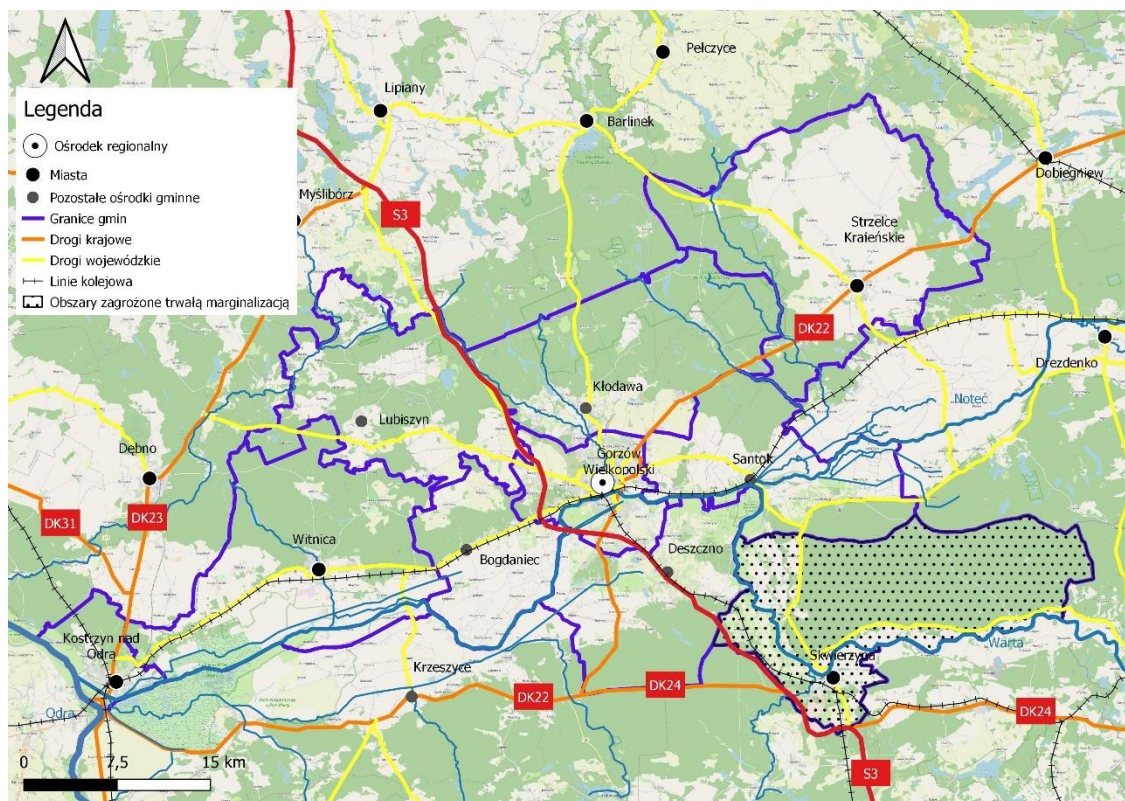 Pełczyce
Lipiany
Barlinek
Legenda
Ośrodek regionalny
Miasta
Pozostałe ośrodki gminne
Granice gmin
Drogi krajowe
Drogi wojewódzkie
Linie kolejowa
Obszary zagrożone trwałą marginalizacją
Myślibórz
S3
Dobiegniew
Strzelce
Kraieńskie
DK22
Drezdenko
Kłodawa
Noteć
Lubiszyn
Dębno
Gorzów
Wielkopolski
Santok
DK31
DK23
Witnica
Bogdaniec
Deszczno
Kostrzyn nad
Odrą
Krzeszyce
Skwierzyna
Warta
Odra
DK22
DK24
DK24
0
7,5
15 km
S3